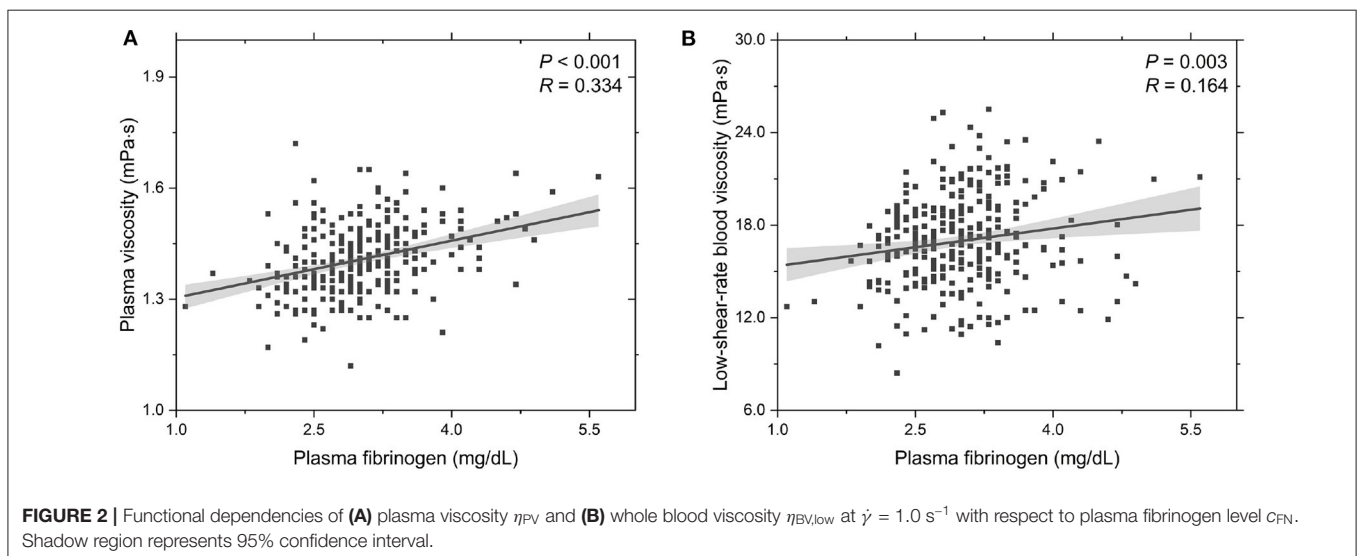 A
P < 0.001
R = 0.334
1.9
1.6
1.3
1.0
Plasma viscosity (mPa·s)
1.0
2.5
4.0
5.5
Plasma fibrinogen (mg/dL)
B
P = 0.003
R = 0.164
30.0
24.0
18.0
12.0
6.0
Low-shear-rate blood viscosity (mPa·s)
1.0
2.5
4.0
5.5
Plasma fibrinogen (mg/dL)
FIGURE 2 | Functional dependencies of (A) plasma viscosity ηPV and (B) whole blood viscosity ηBV,low at γ̇ = 1.0 s⁻¹ with respect to plasma fibrinogen level cFN.
Shadow region represents 95% confidence interval.